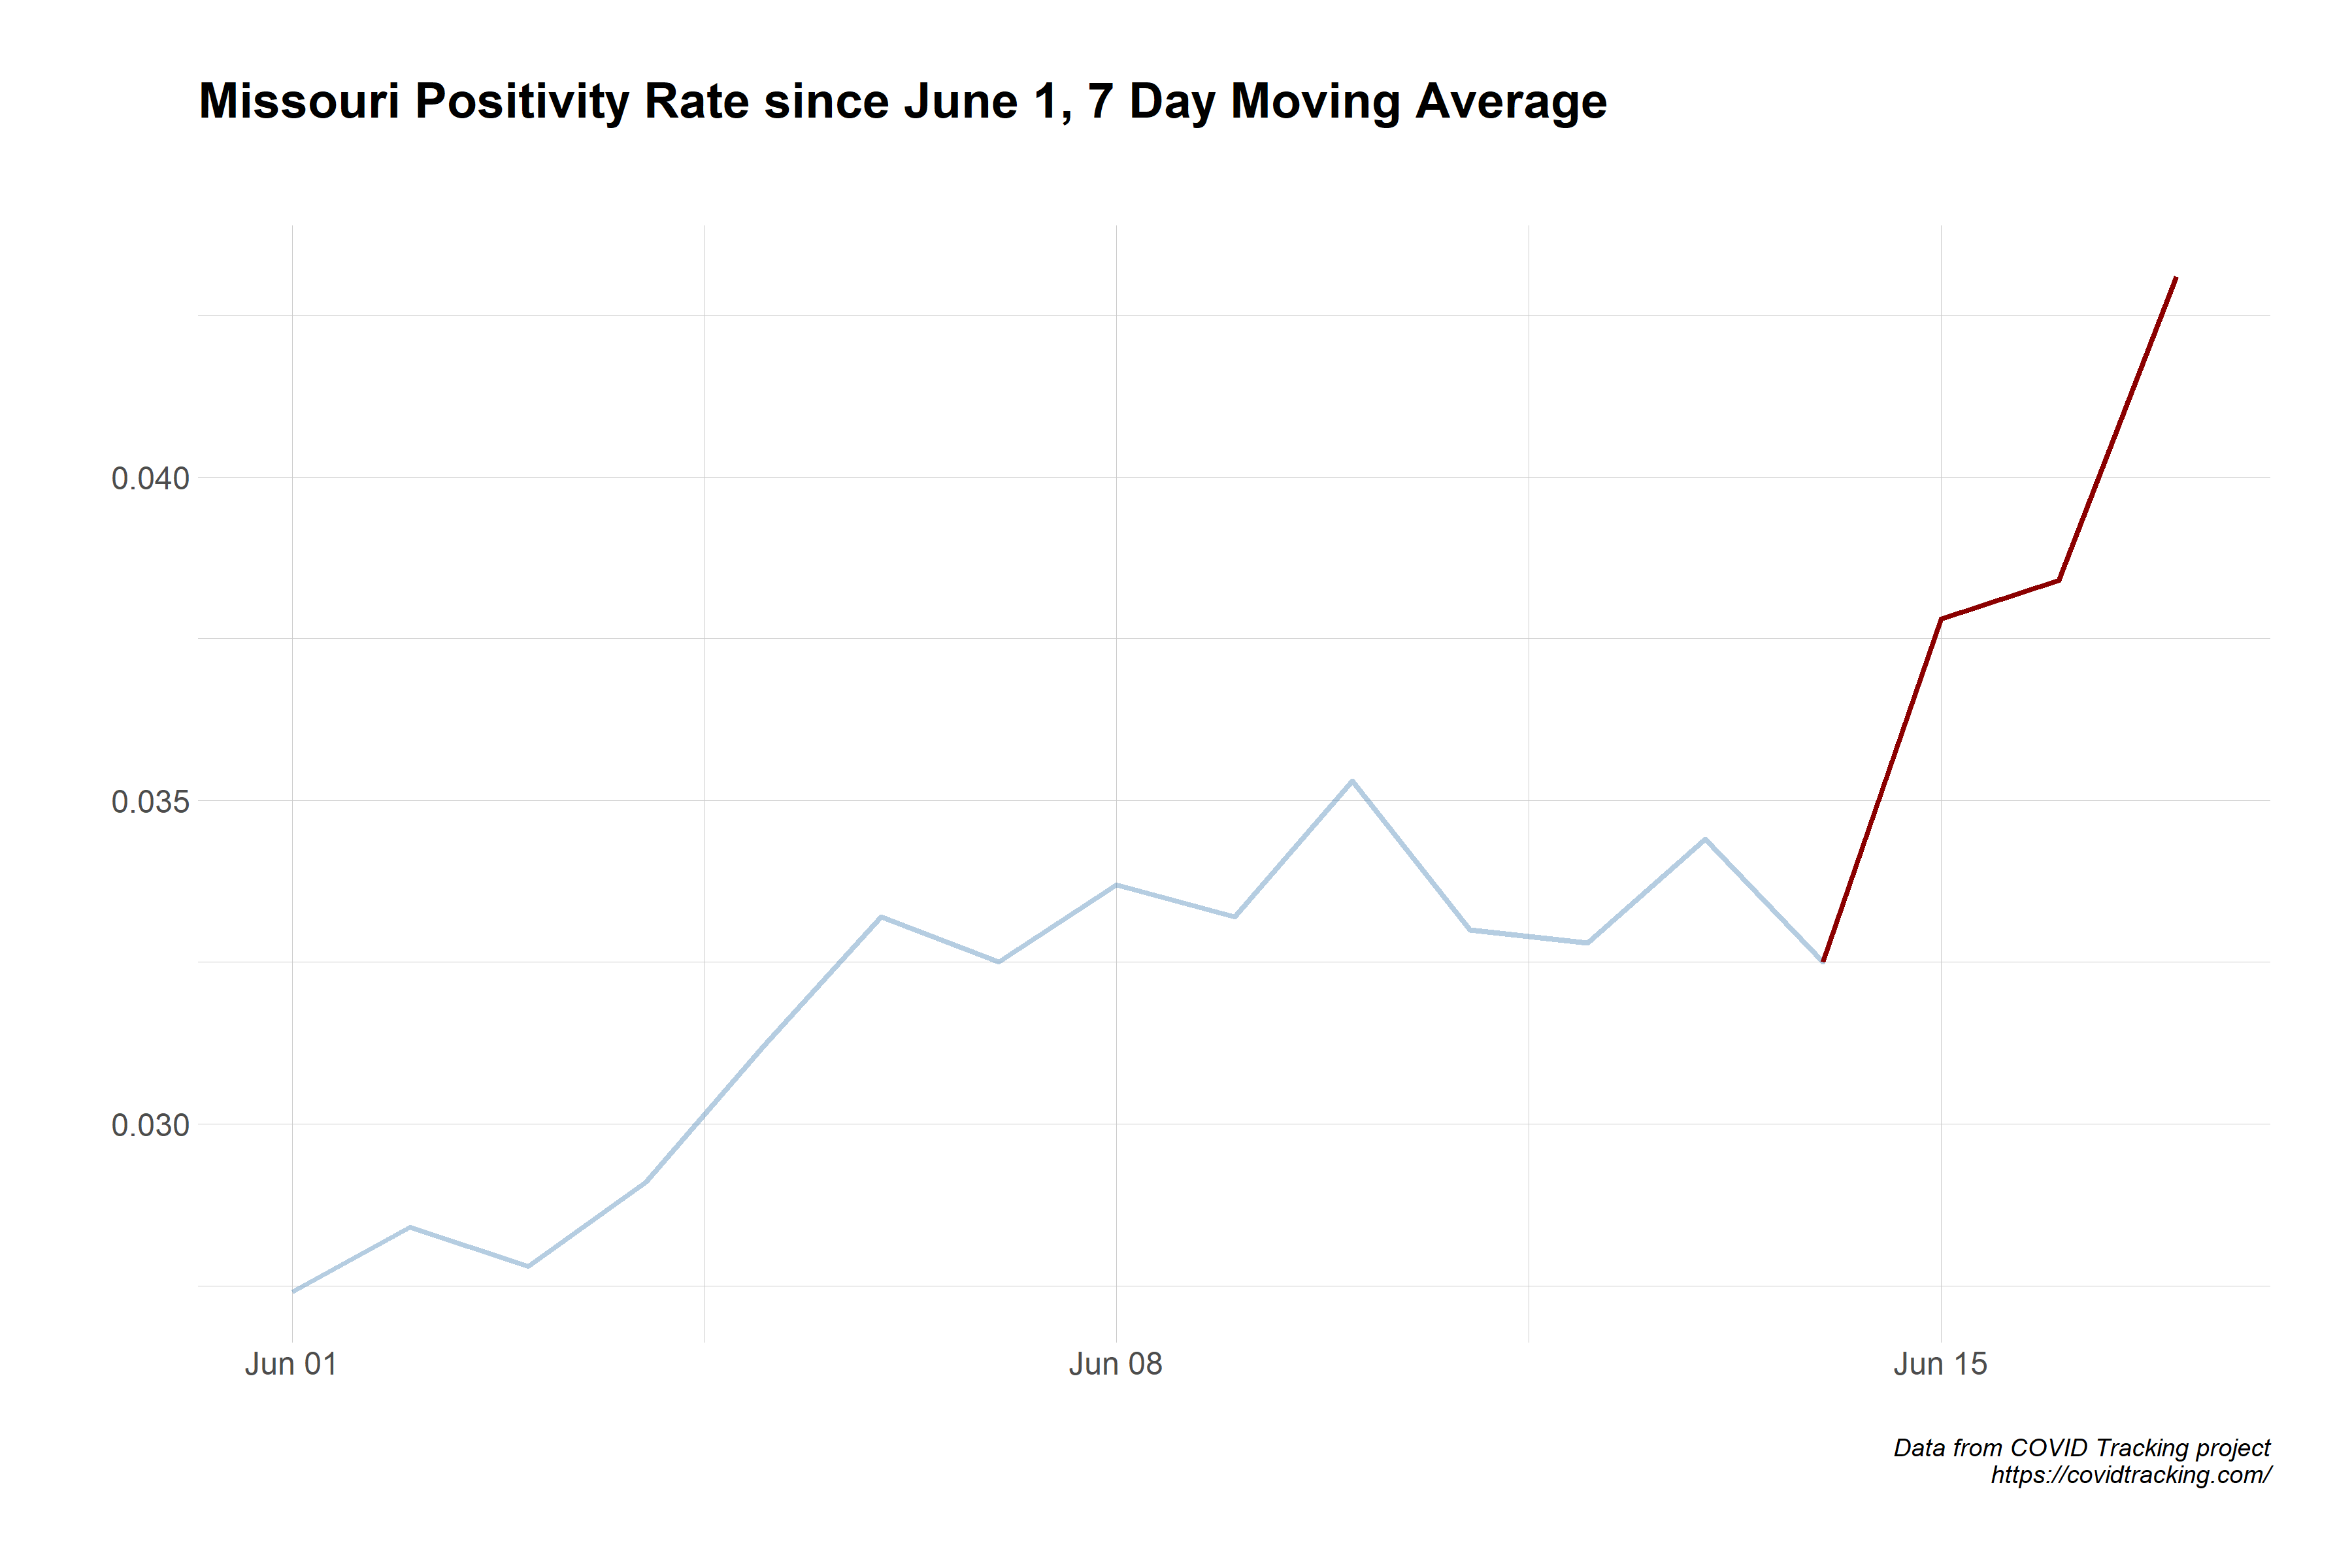 Missouri Positivity Rate since June 1, 7 Day Moving Average
0.040
0.035
0.030
Jun 01 Jun 08 Jun 15
Data from COVID Tracking project
https://covidtracking.com/